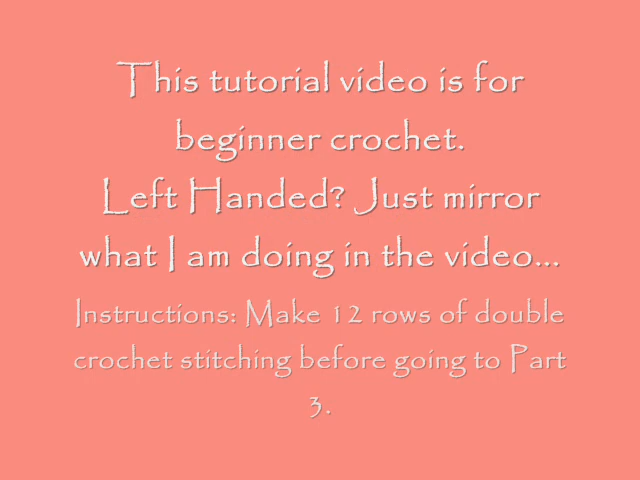 This tutorial video is for
beginner crochet.
Left Handed? Just mirror
what I am doing in the video...
Instructions: Make 12 rows of double
crochet stitching before going to Part
3.